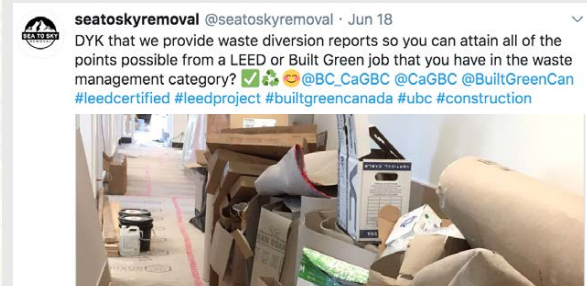 SEA TO SKY
seatoskyremoval @seatoskyremoval · Jun 18
DYK that we provide waste diversion reports so you can attain all of the
points possible from a LEED or Built Green job that you have in the waste
management category? ✅♻️😊@BC_CaGBC @CaGBC @BuiltGreenCan
#leedcertified #leedproject #builtgreencanada #ubc #construction